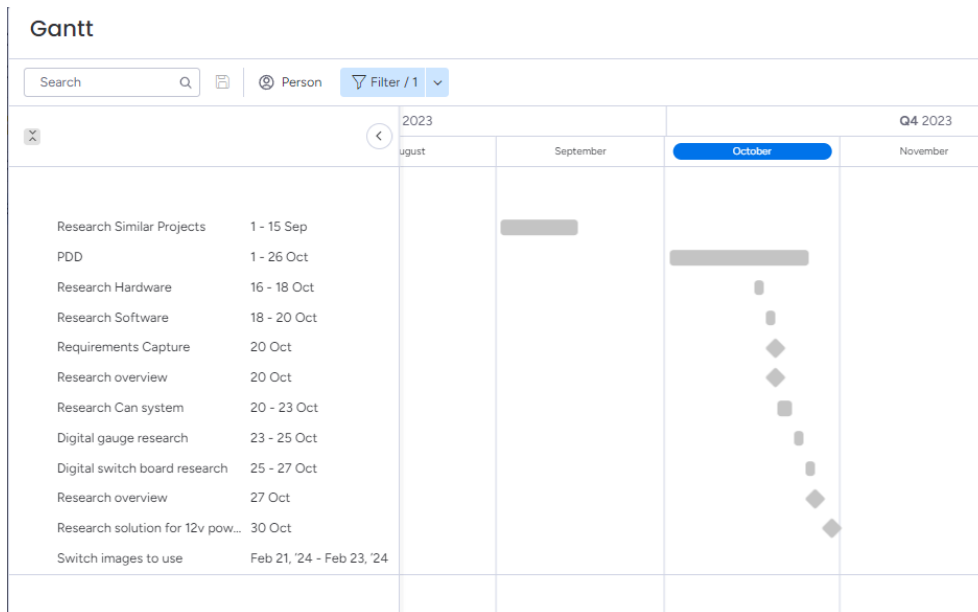 Gantt
Search Person Filter / 1
2023 Q4 2023
ugust September October November
Research Similar Projects 1 - 15 Sep
PDD 1 - 26 Oct
Research Hardware 16 - 18 Oct
Research Software 18 - 20 Oct
Requirements Capture 20 Oct
Research overview 20 Oct
Research Can system 20 - 23 Oct
Digital gauge research 23 - 25 Oct
Digital switch board research 25 - 27 Oct
Research overview 27 Oct
Research solution for 12v pow... 30 Oct
Switch images to use Feb 21, '24 - Feb 23, '24